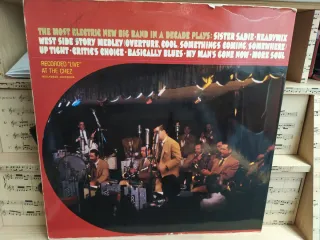 THE MOST ELECTRIC NEW BIG BAND IN A DECADE PLAYS: SISTER SADIE • READYMIX
WEST SIDE STORY MEDLEY (OVERTURE, COOL, SOMETHING'S COMING, SOMEWHERE) •
UP TIGHT • CRITIC'S CHOICE • BASICALLY BLUES • MY MAN'S GONE NOW • MORE SOUL
RECORDED "LIVE"
AT THE CHEZ